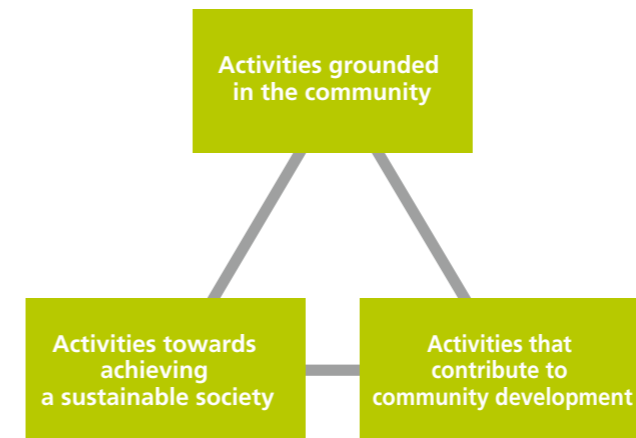 Activities grounded
in the community
Activities towards
achieving
a sustainable society
Activities that
contribute to
community development